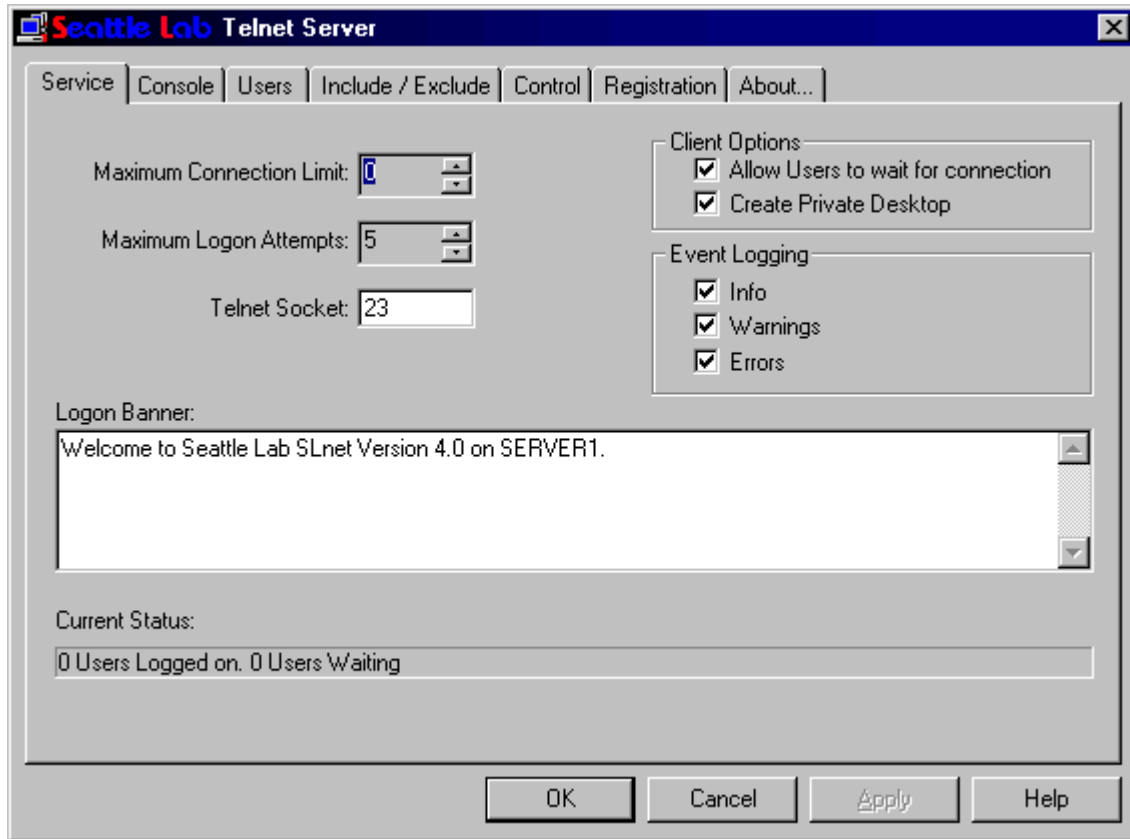 Seattle Lab Telnet Server
Service Console Users Include / Exclude Control Registration About...
Maximum Connection Limit: 0
Maximum Logon Attempts: 5
Telnet Socket: 23
Client Options
Allow Users to wait for connection
Create Private Desktop
Event Logging
Info
Warnings
Errors
Logon Banner:
Welcome to Seattle Lab SLnet Version 4.0 on SERVER1.
Current Status:
0 Users Logged on. 0 Users Waiting
OK Cancel Apply Help